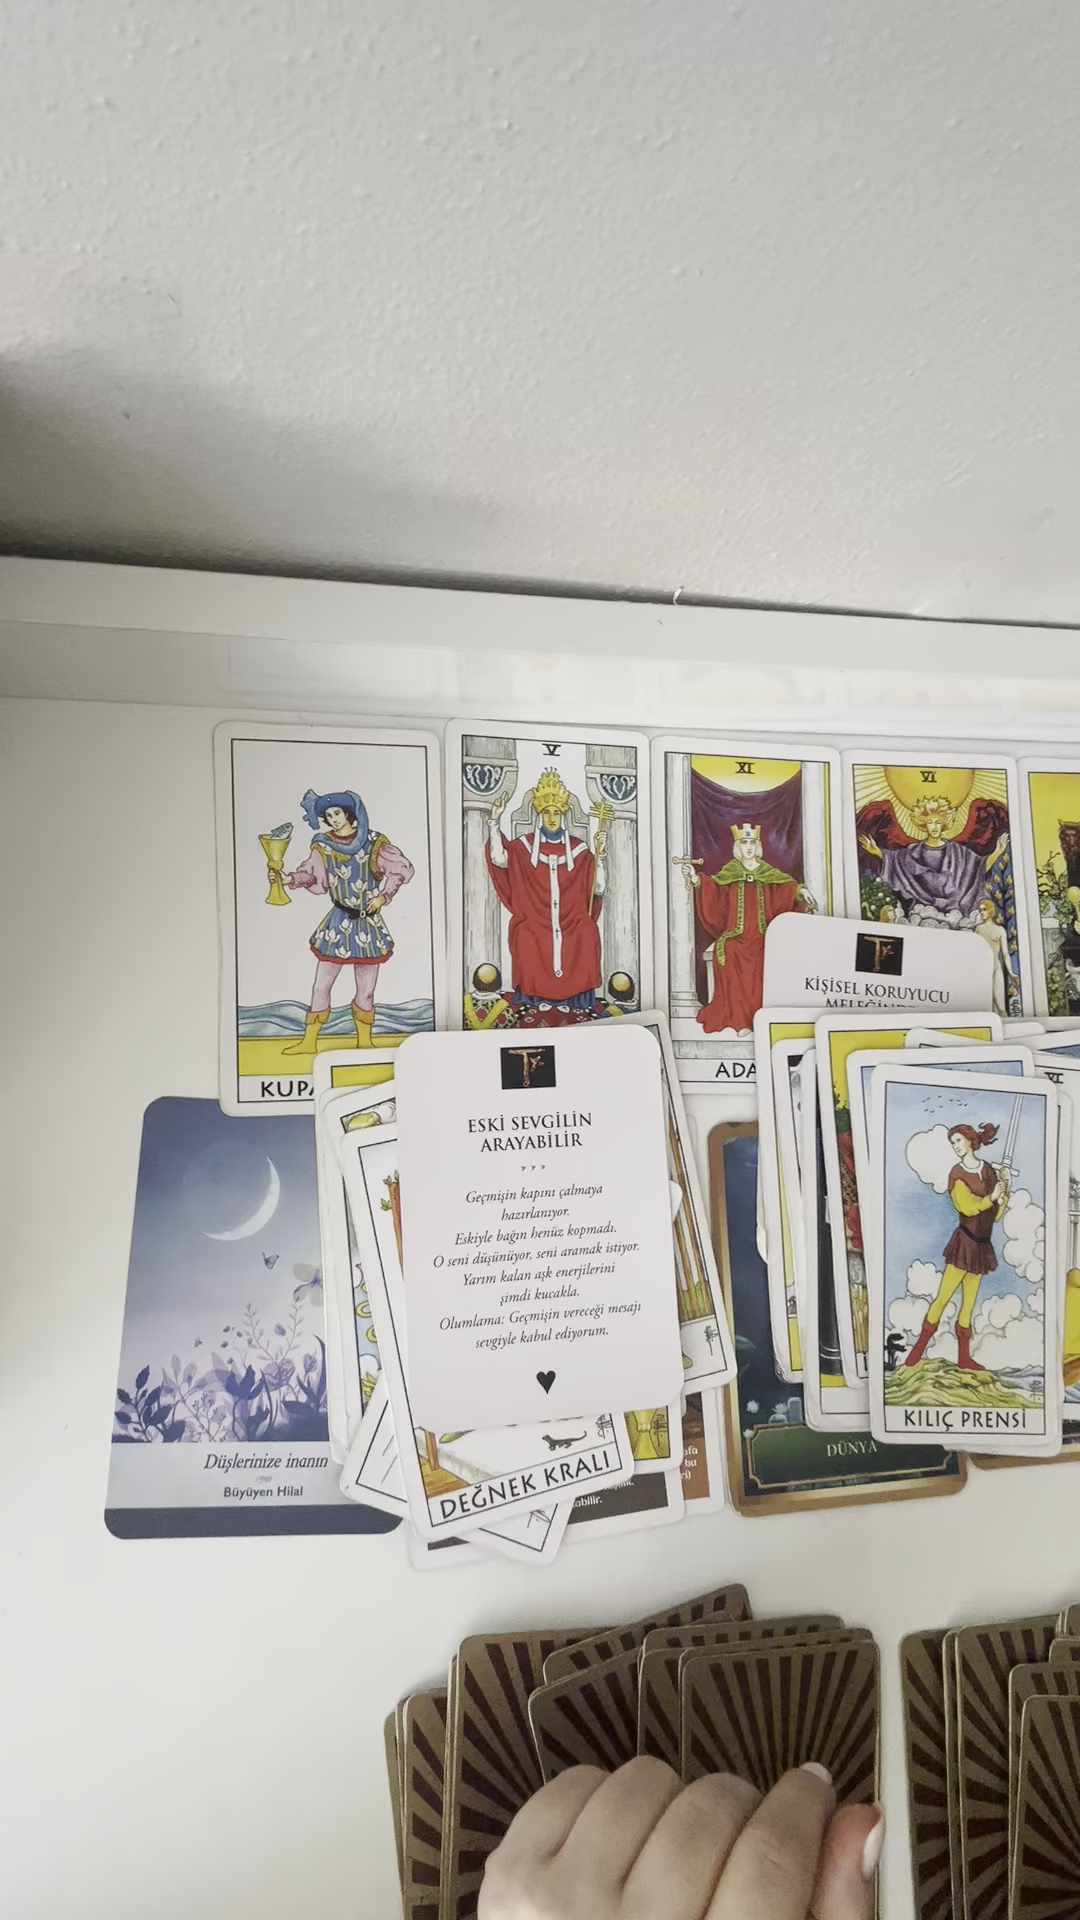 V
XI
VI
KUPA
ADA
KİŞİSEL KORUYUCU
ESKİ SEVGİLİN
ARAYABİLİR
Geçmişin kapını çalmaya
hazırlanıyor.
Eskiyle bağın henüz kopmadı.
O seni düşünüyor, seni aramak istiyor.
Yarım kalan aşk enerjilerini
şimdi kucakla.
Olumlama: Geçmişin vereceği mesajı
sevgiyle kabul ediyorum.
DEĞNEK KRALI
Düşlerinize inanın
Büyüyen Hilal
DÜNYA
KILIÇ PRENSİ